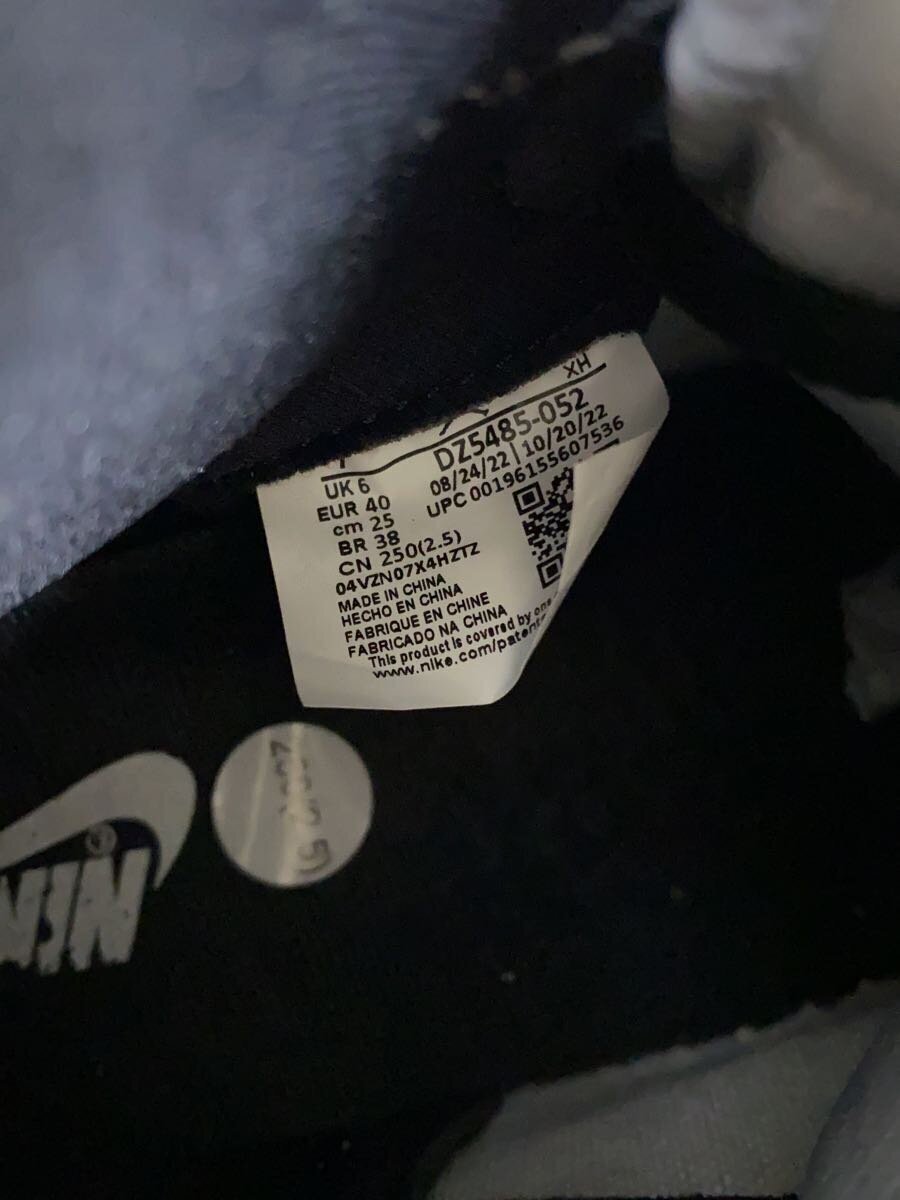 XH
DZ5485-052
08/24/22 | 10/20/22
UPC 00196155607536
UK 6
EUR 40
cm 25
BR 38
CN 250(2.5)
04VZN07X4HZTZ
MADE IN CHINA
HECHO EN CHINA
FABRIQUE EN CHINE
FABRICADO NA CHINA
This product is covered by one
www.nike.com/patents